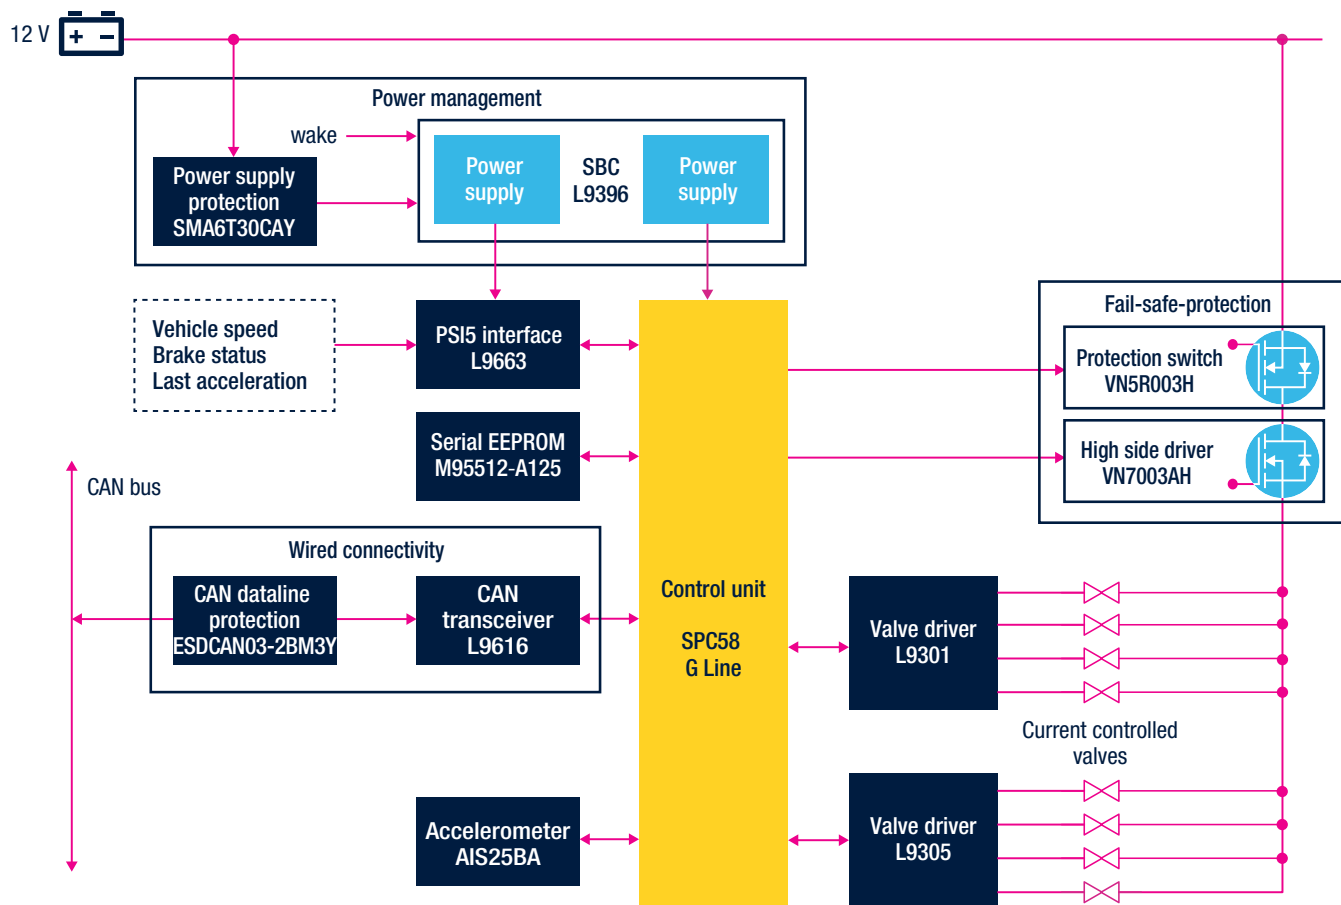 12 V
+ −
Power management
wake
Power supply
protection
SMA6T30CAY
Power
supply
SBC
L9396
Power
supply
Vehicle speed
Brake status
Last acceleration
PSI5 interface
L9663
Fail-safe-protection
Protection switch
VN5R003H
Serial EEPROM
M95512-A125
High side driver
VN7003AH
CAN bus
Wired connectivity
CAN dataline
protection
ESDCAN03-2BM3Y
CAN
transceiver
L9616
Control unit
SPC58
G Line
Valve driver
L9301
Current controlled
valves
Accelerometer
AIS25BA
Valve driver
L9305